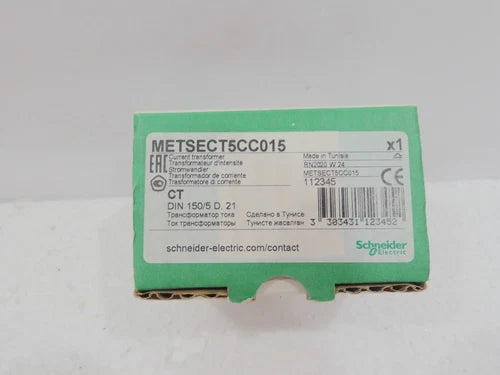 METSECT5CC015 x1
EAC
Current transformer Made in Tunisia
Transformateur d'intensité RN2020 W 24
Stromwandler METSECT5CC015
Transformador de corriente 112345
Trasformatore di corrente
CE
CT
DIN 150/5 D. 21
Трансформатор тока Сделано в Тунисе
Ток трансформаторы Тунисте жасалған
3 303431 123452
schneider-electric.com/contact
Schneider
Electric